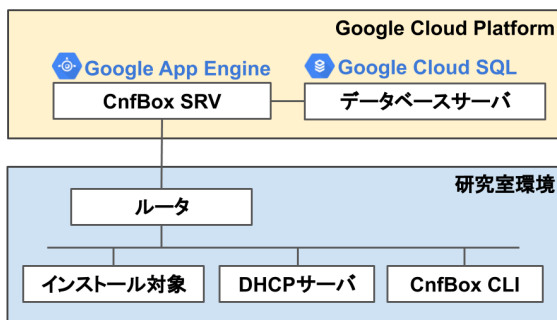 Google Cloud Platform
Google App Engine
Google Cloud SQL
CnfBox SRV
データベースサーバ
研究室環境
ルータ
インストール対象
DHCPサーバ
CnfBox CLI